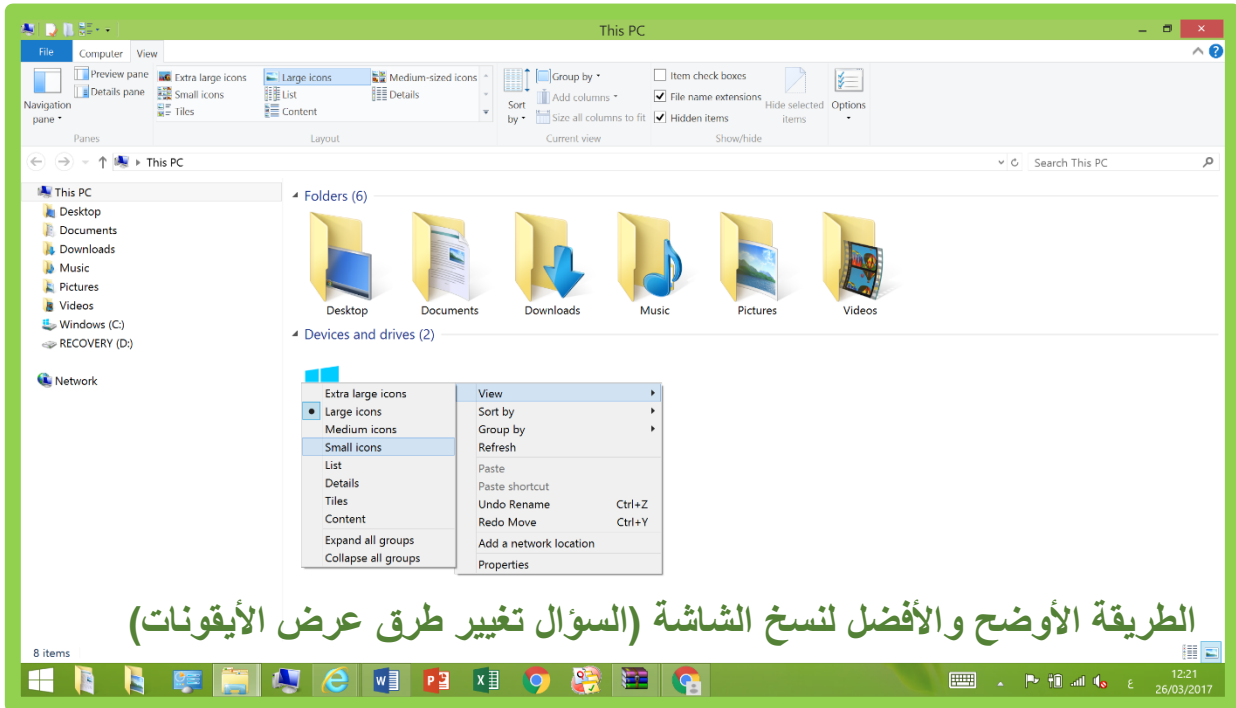 This PC
File Computer View
Navigation pane
Preview pane
Details pane
Panes
Extra large icons Large icons Medium-sized icons
Small icons List Details
Tiles Content
Layout
Sort by
Group by
Add columns
Size all columns to fit
Current view
Item check boxes
File name extensions
Hidden items
Hide selected items
Show/hide
Options
This PC
Search This PC
This PC
Desktop
Documents
Downloads
Music
Pictures
Videos
Windows (C:)
RECOVERY (D:)
Network
Folders (6)
Desktop Documents Downloads Music Pictures Videos
Devices and drives (2)
Extra large icons
Large icons
Medium icons
Small icons
List
Details
Tiles
Content
Expand all groups
Collapse all groups
View
Sort by
Group by
Refresh
Paste
Paste shortcut
Undo Rename Ctrl+Z
Redo Move Ctrl+Y
Add a network location
Properties
الطريقة الأوضح والأفضل لنسخ الشاشة (السؤال تغيير طرق عرض الأيقونات)
8 items
ع
12:21
26/03/2017